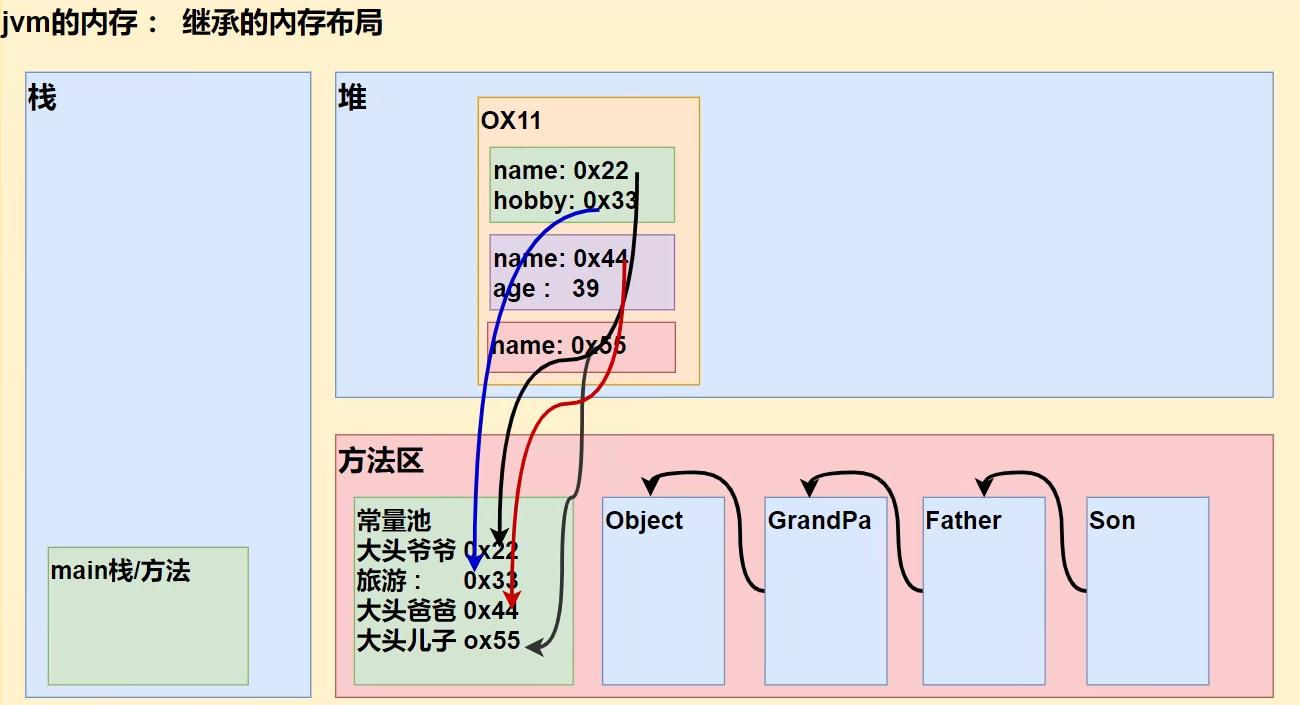 jvm的内存： 继承的内存布局
栈
main栈/方法
堆
OX11
name: 0x22
hobby: 0x33
name: 0x44
age： 39
name: 0x55
方法区
常量池
大头爷爷 0x22
旅游： 0x33
大头爸爸 0x44
大头儿子 ox55
Object
GrandPa
Father
Son